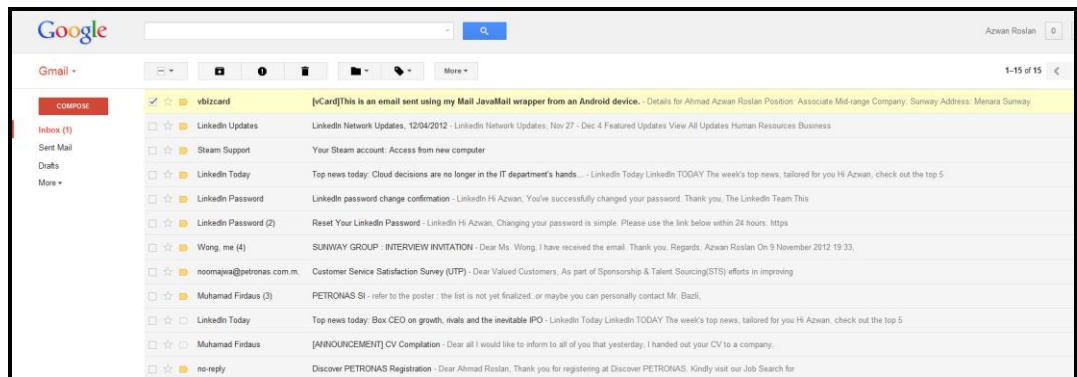 Google
Azwan Roslan 0
Gmail
More
1–15 of 15
COMPOSE
Inbox (1)
Sent Mail
Drafts
More
vbizcard [vCard]This is an email sent using my Mail JavaMail wrapper from an Android device. - Details for Ahmad Azwan Roslan Position: Associate Mid-range Company: Sunway Address: Menara Sunway
LinkedIn Updates LinkedIn Network Updates, 12/04/2012 - LinkedIn Network Updates, Nov 27 - Dec 4 Featured Updates View All Updates Human Resources Business
Steam Support Your Steam account: Access from new computer
LinkedIn Today Top news today: Cloud decisions are no longer in the IT department's hands... - LinkedIn Today LinkedIn TODAY The week's top news, tailored for you Hi Azwan, check out the top 5
LinkedIn Password LinkedIn password change confirmation - LinkedIn Hi Azwan, You've successfully changed your password. Thank you, The LinkedIn Team This
LinkedIn Password (2) Reset Your LinkedIn Password - LinkedIn Hi Azwan, Changing your password is simple. Please use the link below within 24 hours. https
Wong, me (4) SUNWAY GROUP : INTERVIEW INVITATION - Dear Ms. Wong, I have received the email. Thank you. Regards, Azwan Roslan On 9 November 2012 19:33,
noornajwa@petronas.com.m. Customer Service Satisfaction Survey (UTP) - Dear Valued Customers, As part of Sponsorship & Talent Sourcing(STS) efforts in improving
Muhamad Firdaus (3) PETRONAS SI - refer to the poster : the list is not yet finalized..or maybe you can personally contact Mr. Bazli,
LinkedIn Today Top news today: Box CEO on growth, rivals and the inevitable IPO - LinkedIn Today LinkedIn TODAY The week's top news, tailored for you Hi Azwan, check out the top 5
Muhamad Firdaus [ANNOUNCEMENT] CV Compilation - Dear all I would like to inform to all of you that yesterday, I handed out your CV to a company,
no-reply Discover PETRONAS Registration - Dear Ahmad Roslan, Thank you for registering at Discover PETRONAS. Kindly visit our Job Search for